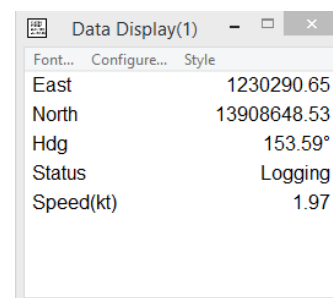 Data Display(1)
Font... Configure... Style
East 1230290.65
North 13908648.53
Hdg 153.59°
Status Logging
Speed(kt) 1.97